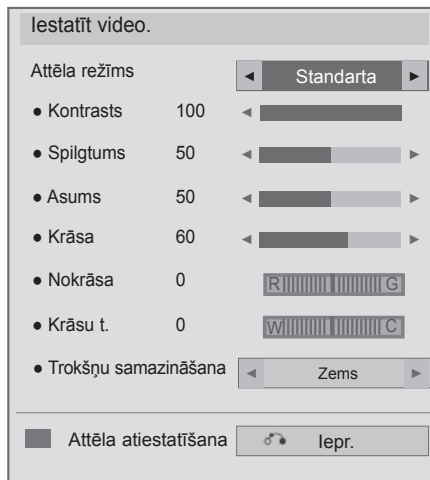 Iestatīt video.
Attēla režīms ◄ Standarta ►
● Kontrasts 100 ◄
● Spilgtums 50 ◄ ►
● Asums 50 ◄ ►
● Krāsa 60 ◄ ►
● Nokrāsa 0 R G
● Krāsu t. 0 W C
● Trokšņu samazināšana ◄ Zems ►
Attēla atiestatīšana Iepr.